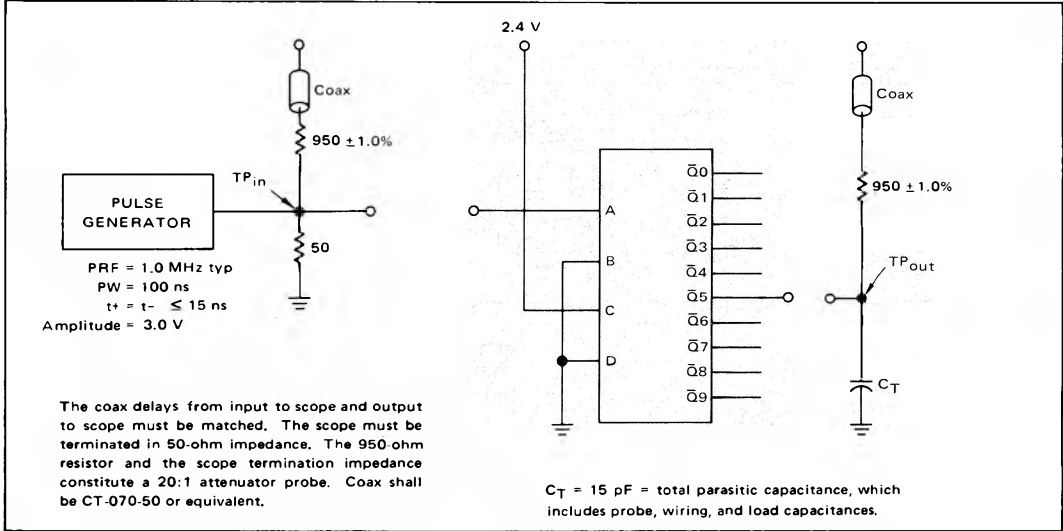 2.4 V
Coax
950 ± 1.0%
TPin
PULSE
GENERATOR
50
PRF = 1.0 MHz typ
PW = 100 ns
t+ = t- ≤ 15 ns
Amplitude = 3.0 V
The coax delays from input to scope and output
to scope must be matched. The scope must be
terminated in 50-ohm impedance. The 950-ohm
resistor and the scope termination impedance
constitute a 20:1 attenuator probe. Coax shall
be CT-070-50 or equivalent.
A
B
C
D
Q̅0
Q̅1
Q̅2
Q̅3
Q̅4
Q̅5
Q̅6
Q̅7
Q̅8
Q̅9
Coax
950 ± 1.0%
TPout
CT
CT = 15 pF = total parasitic capacitance, which
includes probe, wiring, and load capacitances.